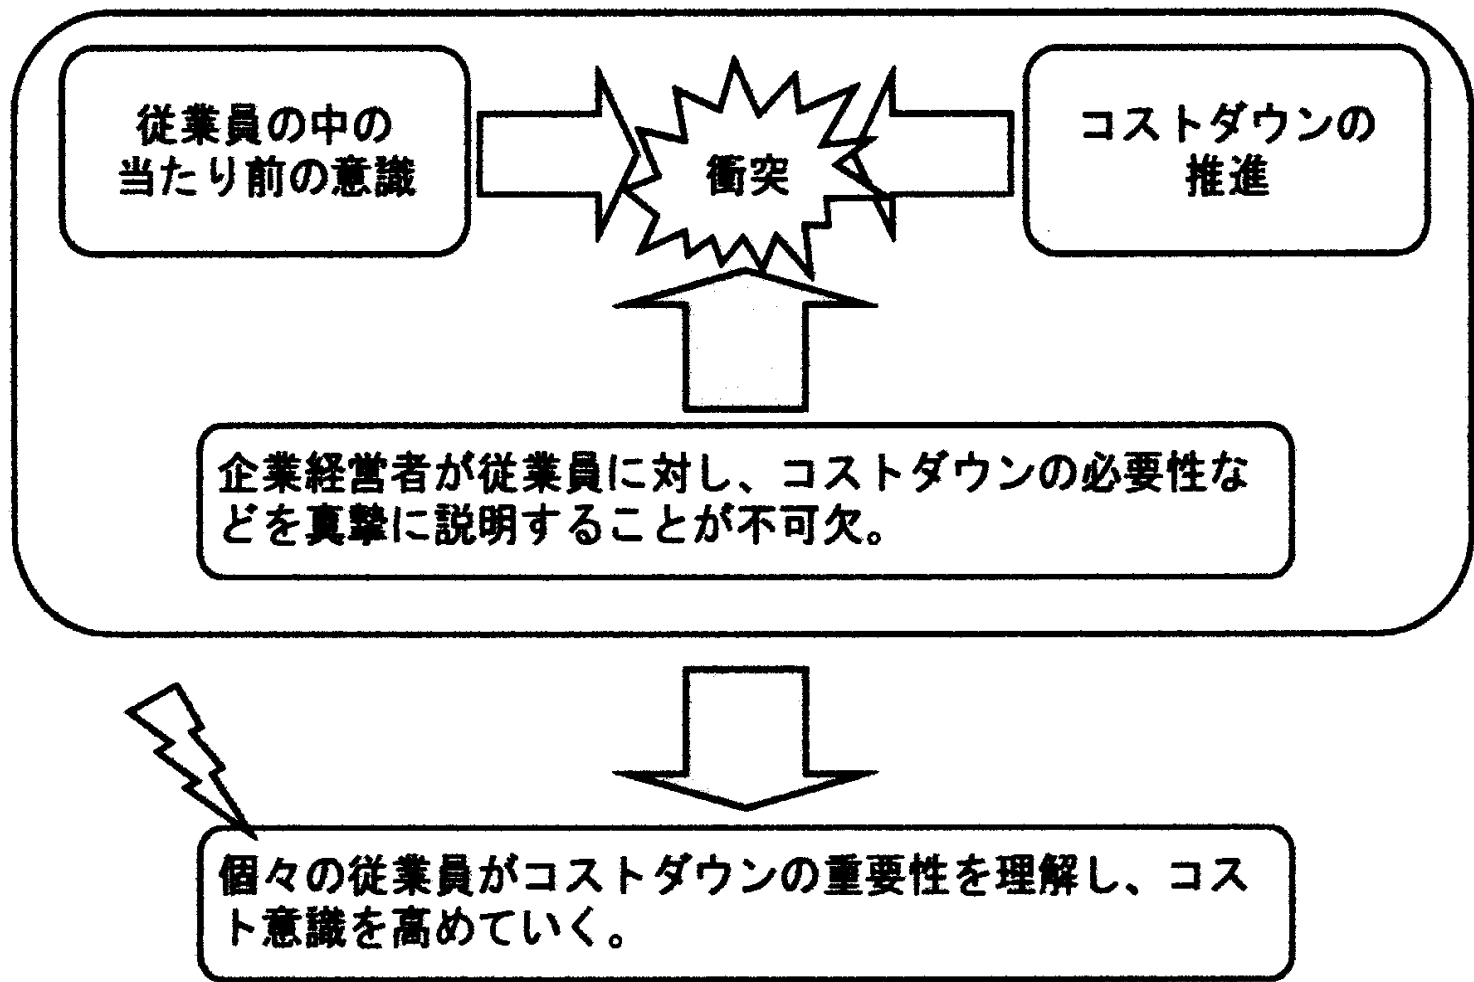 従業員の中の
当たり前の意識
衝突
コストダウンの
推進
企業経営者が従業員に対し、コストダウンの必要性な
どを真摯に説明することが不可欠。
個々の従業員がコストダウンの重要性を理解し、コス
ト意識を高めていく。